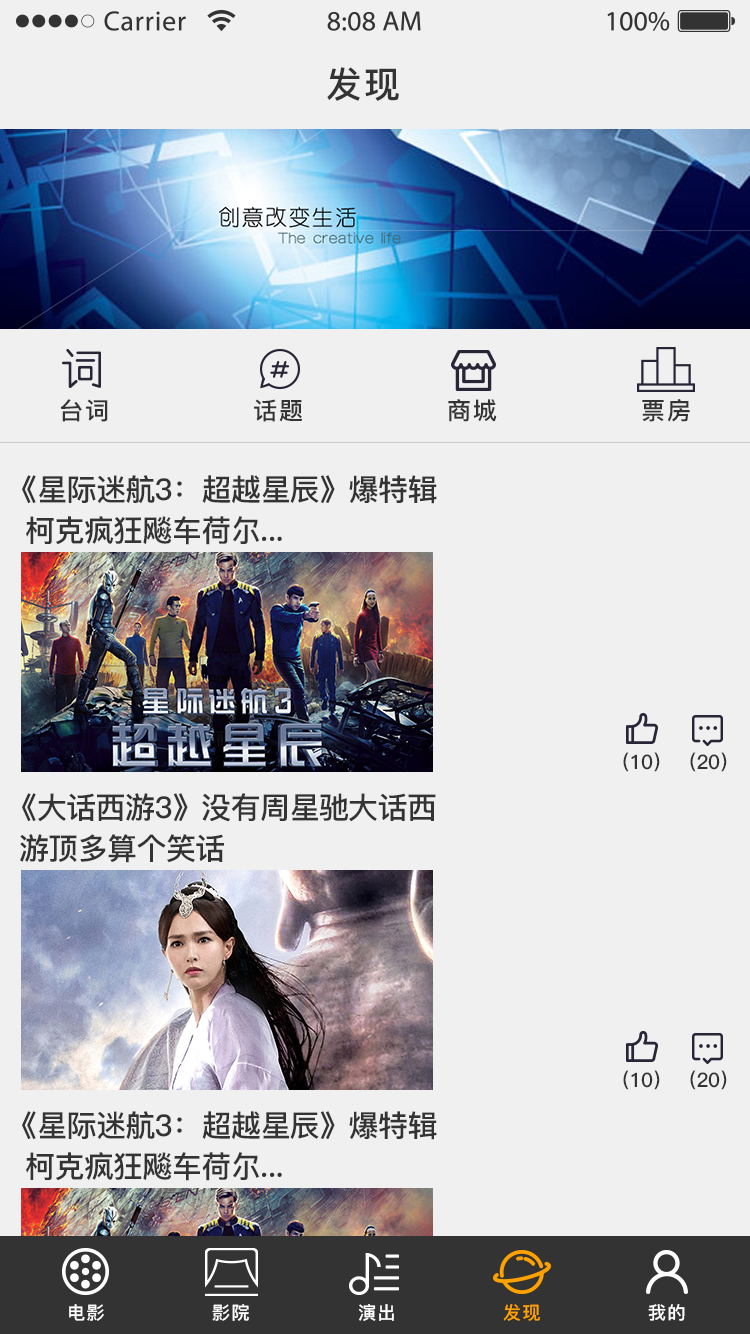 Carrier
8:08 AM
100%
发现
创意改变生活
The creative life
词
#
台词
话题
商城
票房
《星际迷航3：超越星辰》爆特辑
柯克疯狂飚车荷尔...
星际迷航3
超越星辰
(10)
(20)
《大话西游3》没有周星驰大话西
游顶多算个笑话
(10)
(20)
《星际迷航3：超越星辰》爆特辑
柯克疯狂飚车荷尔...
电影
影院
演出
发现
我的